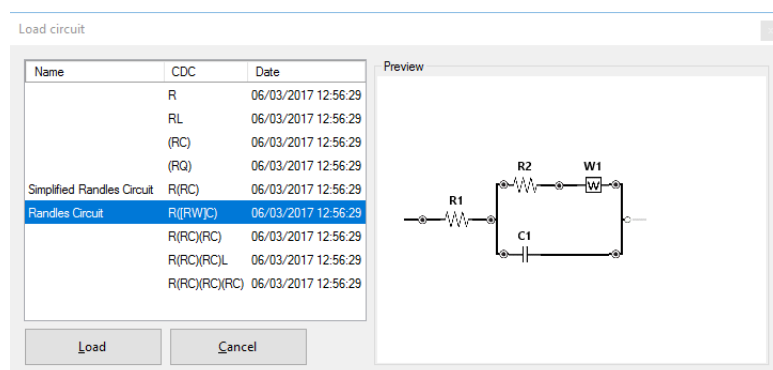 Load circuit
Name CDC Date
R 06/03/2017 12:56:29
RL 06/03/2017 12:56:29
(RC) 06/03/2017 12:56:29
(RQ) 06/03/2017 12:56:29
Simplified Randles Circuit R(RC) 06/03/2017 12:56:29
Randles Circuit R([RW]C) 06/03/2017 12:56:29
R(RC)(RC) 06/03/2017 12:56:29
R(RC)(RC)L 06/03/2017 12:56:29
R(RC)(RC)(RC) 06/03/2017 12:56:29
Load Cancel
Preview
R2 W1
W
R1
C1